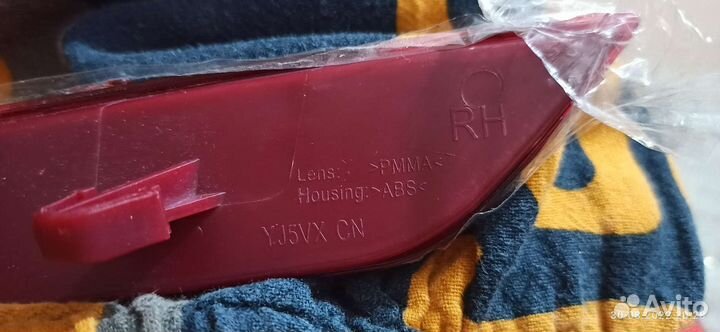 RH
Lens: >PMMA<
Housing:>ABS<
YJ5VX CN
Avito